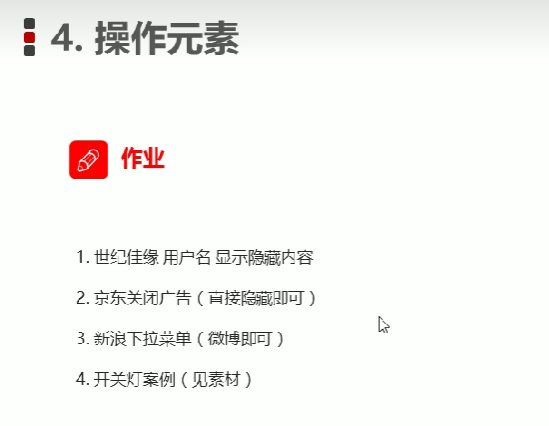 4. 操作元素
作业
1. 世纪佳缘 用户名 显示隐藏内容
2. 京东关闭广告（直接隐藏即可）
3. 新浪下拉菜单（微博即可）
4. 开关灯案例（见素材）